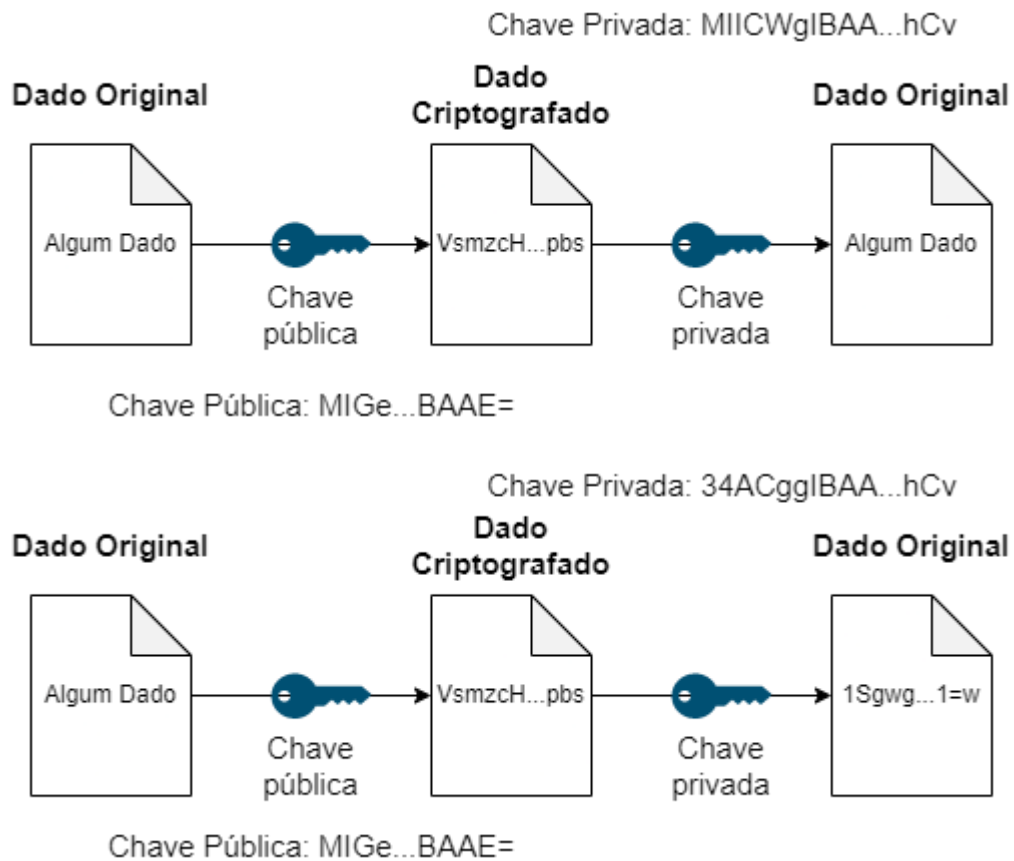 Chave Privada: MIICWgIBAA...hCv
Dado Original
Dado
Criptografado
Dado Original
Algum Dado
VsmzcH...pbs
Algum Dado
Chave
pública
Chave
privada
Chave Pública: MIGe...BAAE=
Chave Privada: 34ACggIBAA...hCv
Dado Original
Dado
Criptografado
Dado Original
Algum Dado
VsmzcH...pbs
1Sgwg...1=w
Chave
pública
Chave
privada
Chave Pública: MIGe...BAAE=